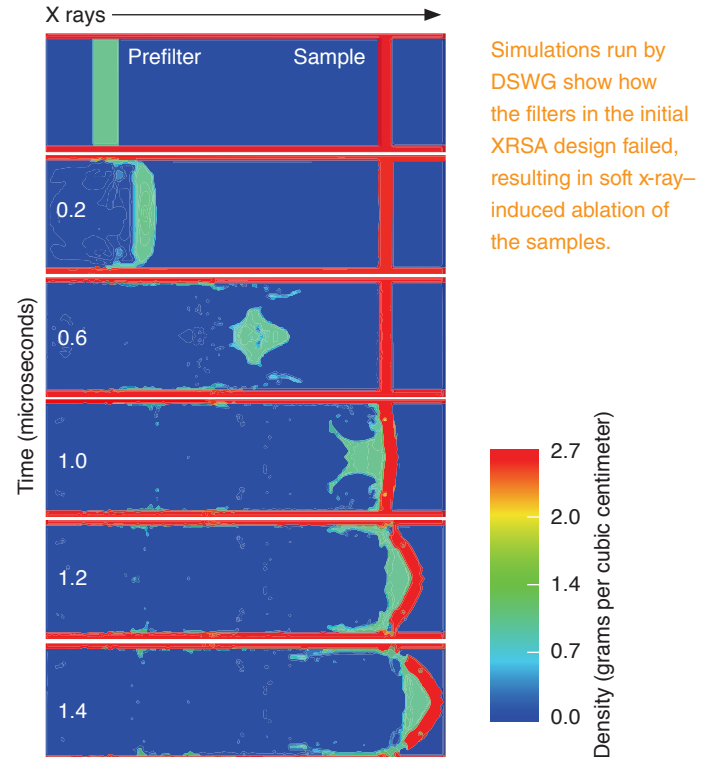 X rays
Prefilter
Sample
Simulations run by
DSWG show how
the filters in the initial
XRSA design failed,
resulting in soft x-ray–
induced ablation of
the samples.
Time (microseconds)
0.2
0.6
1.0
1.2
1.4
2.7
2.0
1.4
0.7
0.0
Density (grams per cubic centimeter)